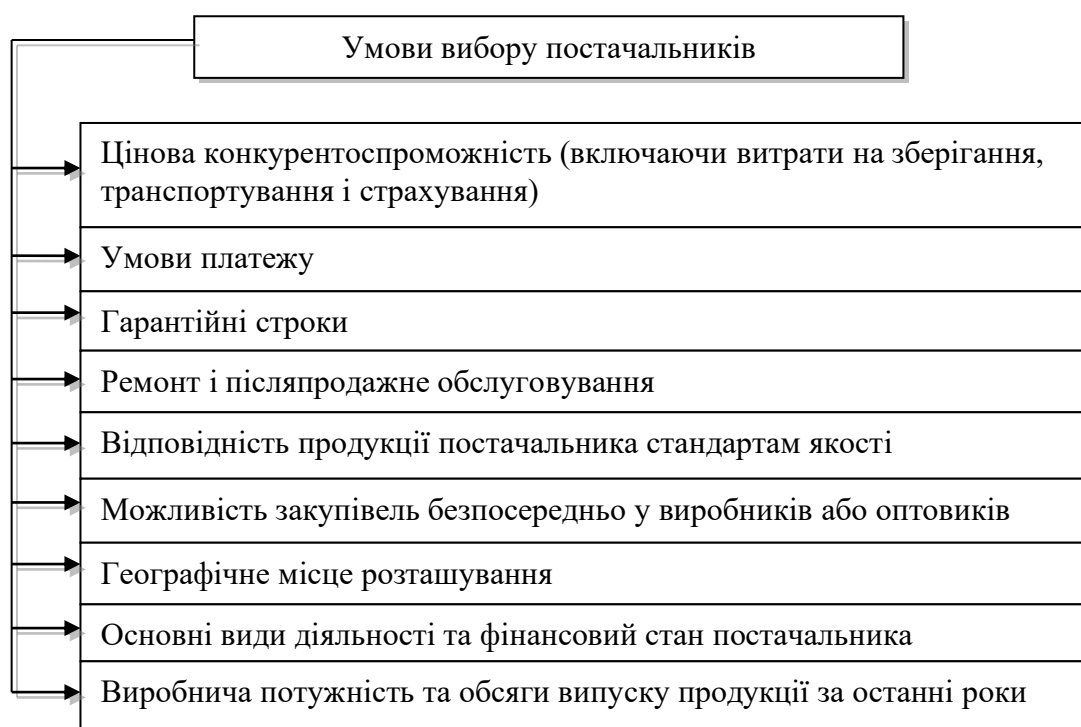 Умови вибору постачальників
Цінова конкурентоспроможність (включаючи витрати на зберігання,
транспортування і страхування)
Умови платежу
Гарантійні строки
Ремонт і післяпродажне обслуговування
Відповідність продукції постачальника стандартам якості
Можливість закупівель безпосередньо у виробників або оптовиків
Географічне місце розташування
Основні види діяльності та фінансовий стан постачальника
Виробнича потужність та обсяги випуску продукції за останні роки